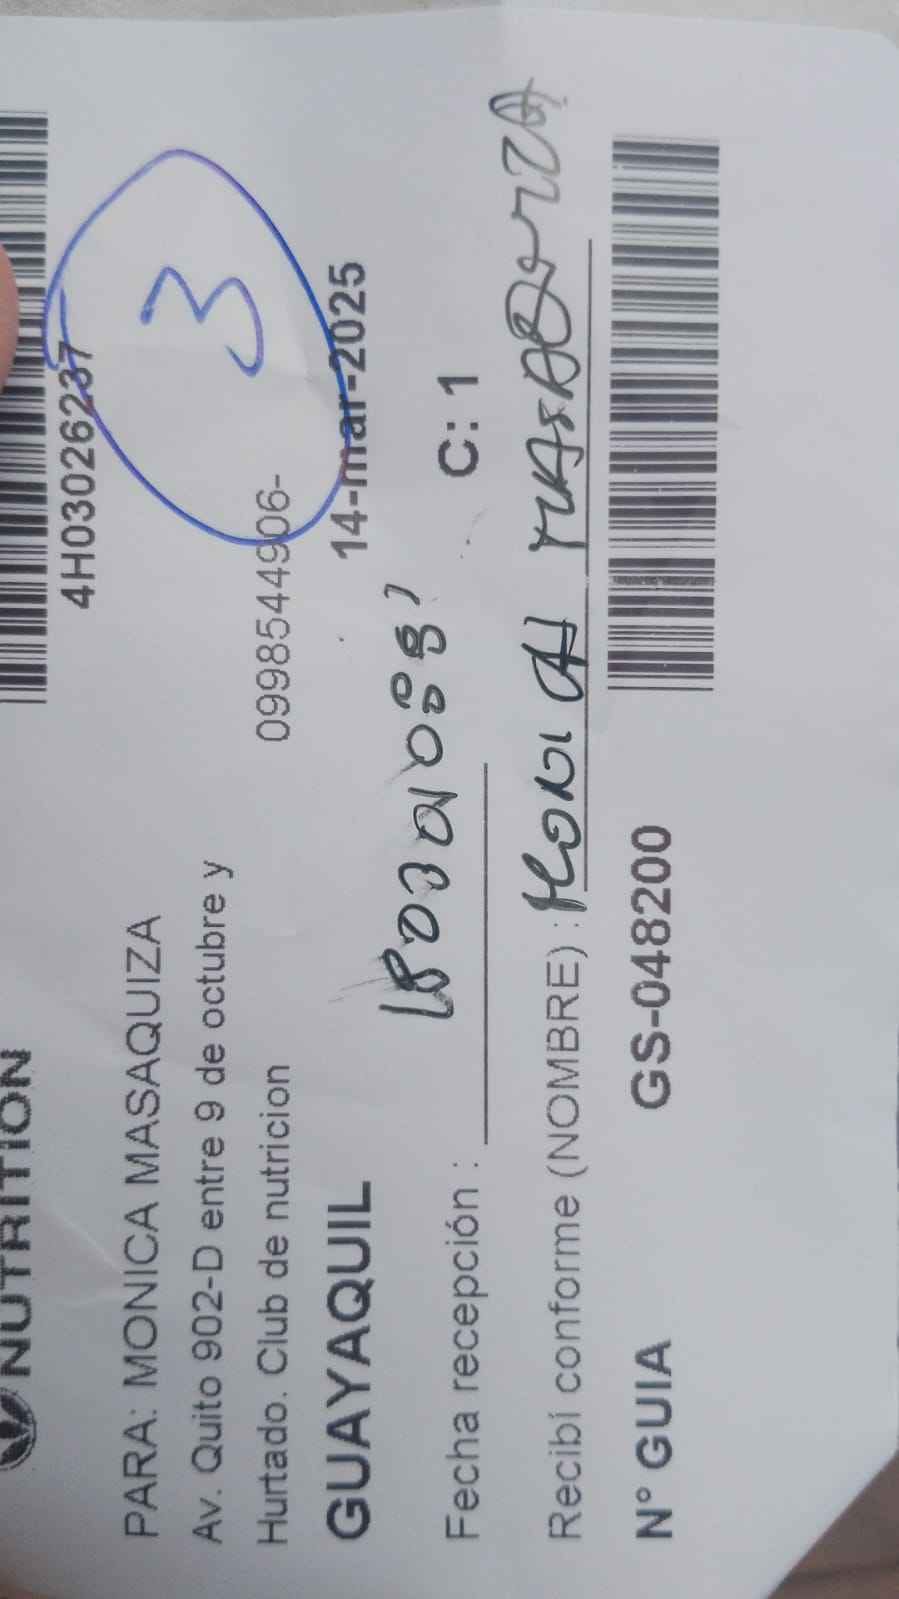 NUTRITION
4H03026237
3
PARA: MONICA MASAQUIZA
Av. Quito 902-D entre 9 de octubre y
Hurtado. Club de nutricion
0998544906-
GUAYAQUIL
14-mar-2025
Fecha recepción :
C: 1
Recibí conforme (NOMBRE) :
N° GUIA
GS-048200